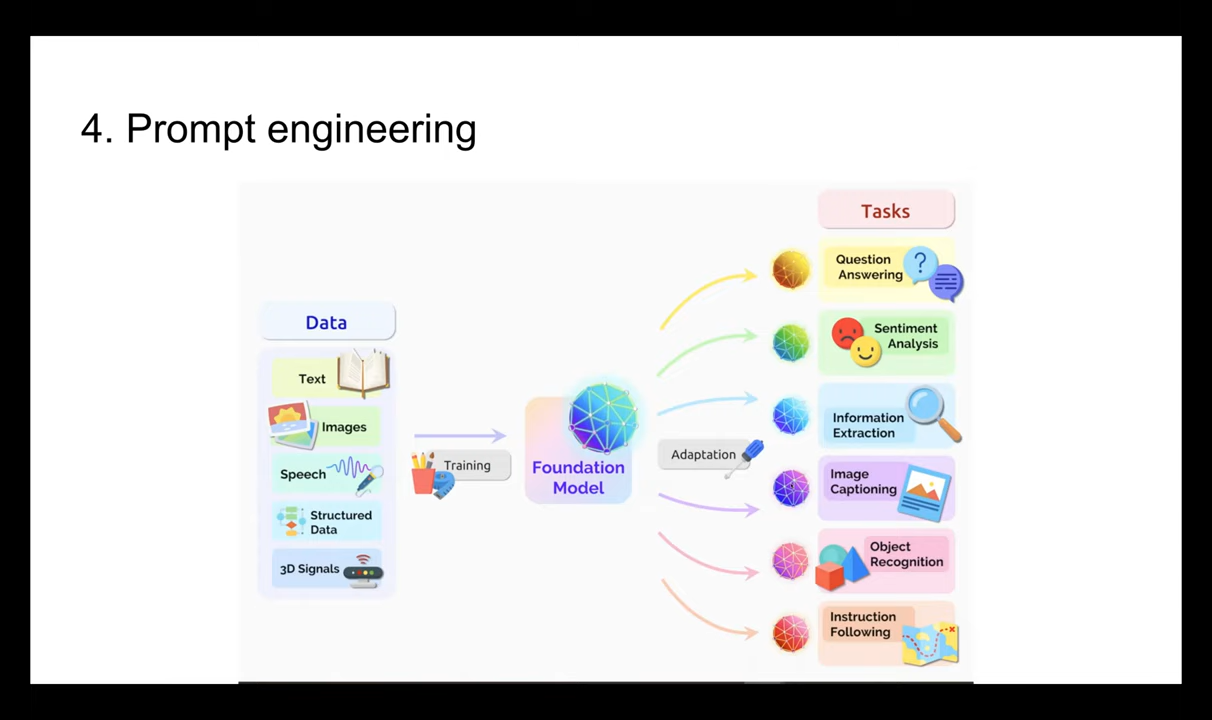 4. Prompt engineering
Data
Text
Images
Speech
Structured
Data
3D Signals
Training
Foundation
Model
Adaptation
Tasks
Question
Answering
Sentiment
Analysis
Information
Extraction
Image
Captioning
Object
Recognition
Instruction
Following